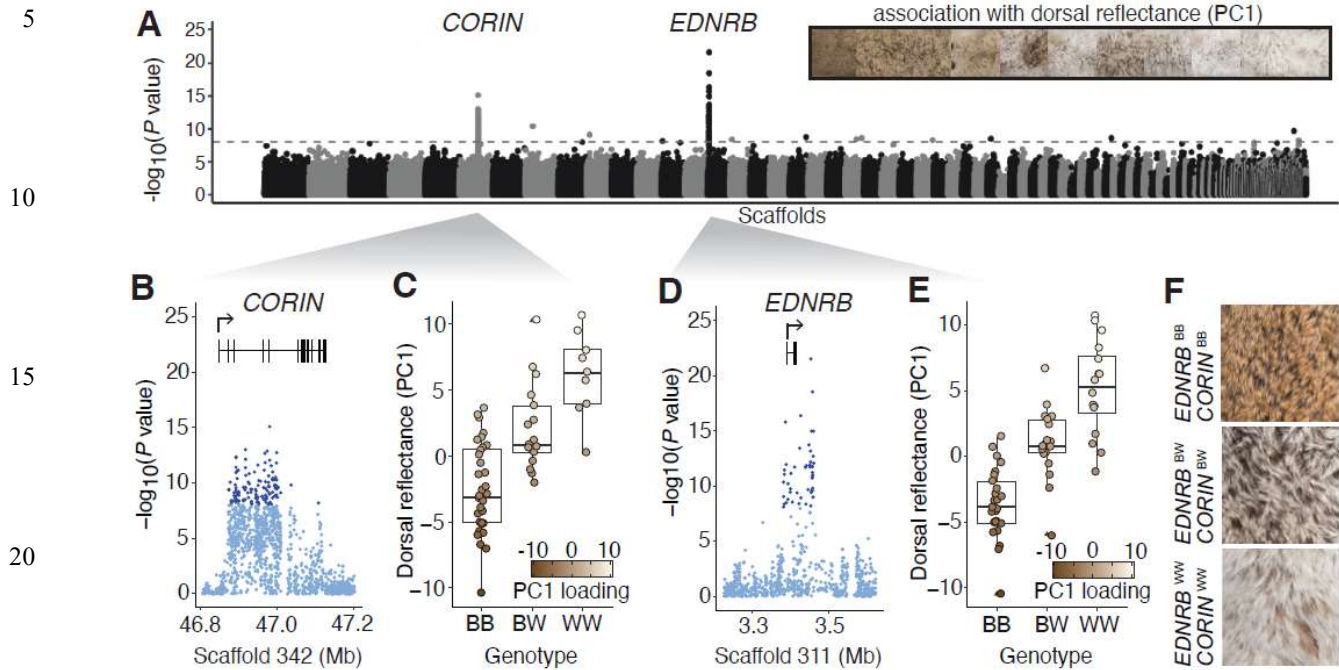 5
10
15
20
A
CORIN
EDNRB
association with dorsal reflectance (PC1)
-log10(P value)
25
20
15
10
5
0
Scaffolds
B
CORIN
−log10(P value)
25
20
15
10
5
0
46.8 47.0 47.2
Scaffold 342 (Mb)
C
Dorsal reflectance (PC1)
10
5
0
−5
−10
-10 0 10
PC1 loading
BB BW WW
Genotype
D
EDNRB
−log10(P value)
25
20
15
10
5
0
3.3 3.5
Scaffold 311 (Mb)
E
Dorsal reflectance (PC1)
10
5
0
−5
−10
-10 0 10
PC1 loading
BB BW WW
Genotype
F
EDNRB BB
CORIN BB
EDNRB BW
CORIN BW
EDNRB WW
CORIN WW